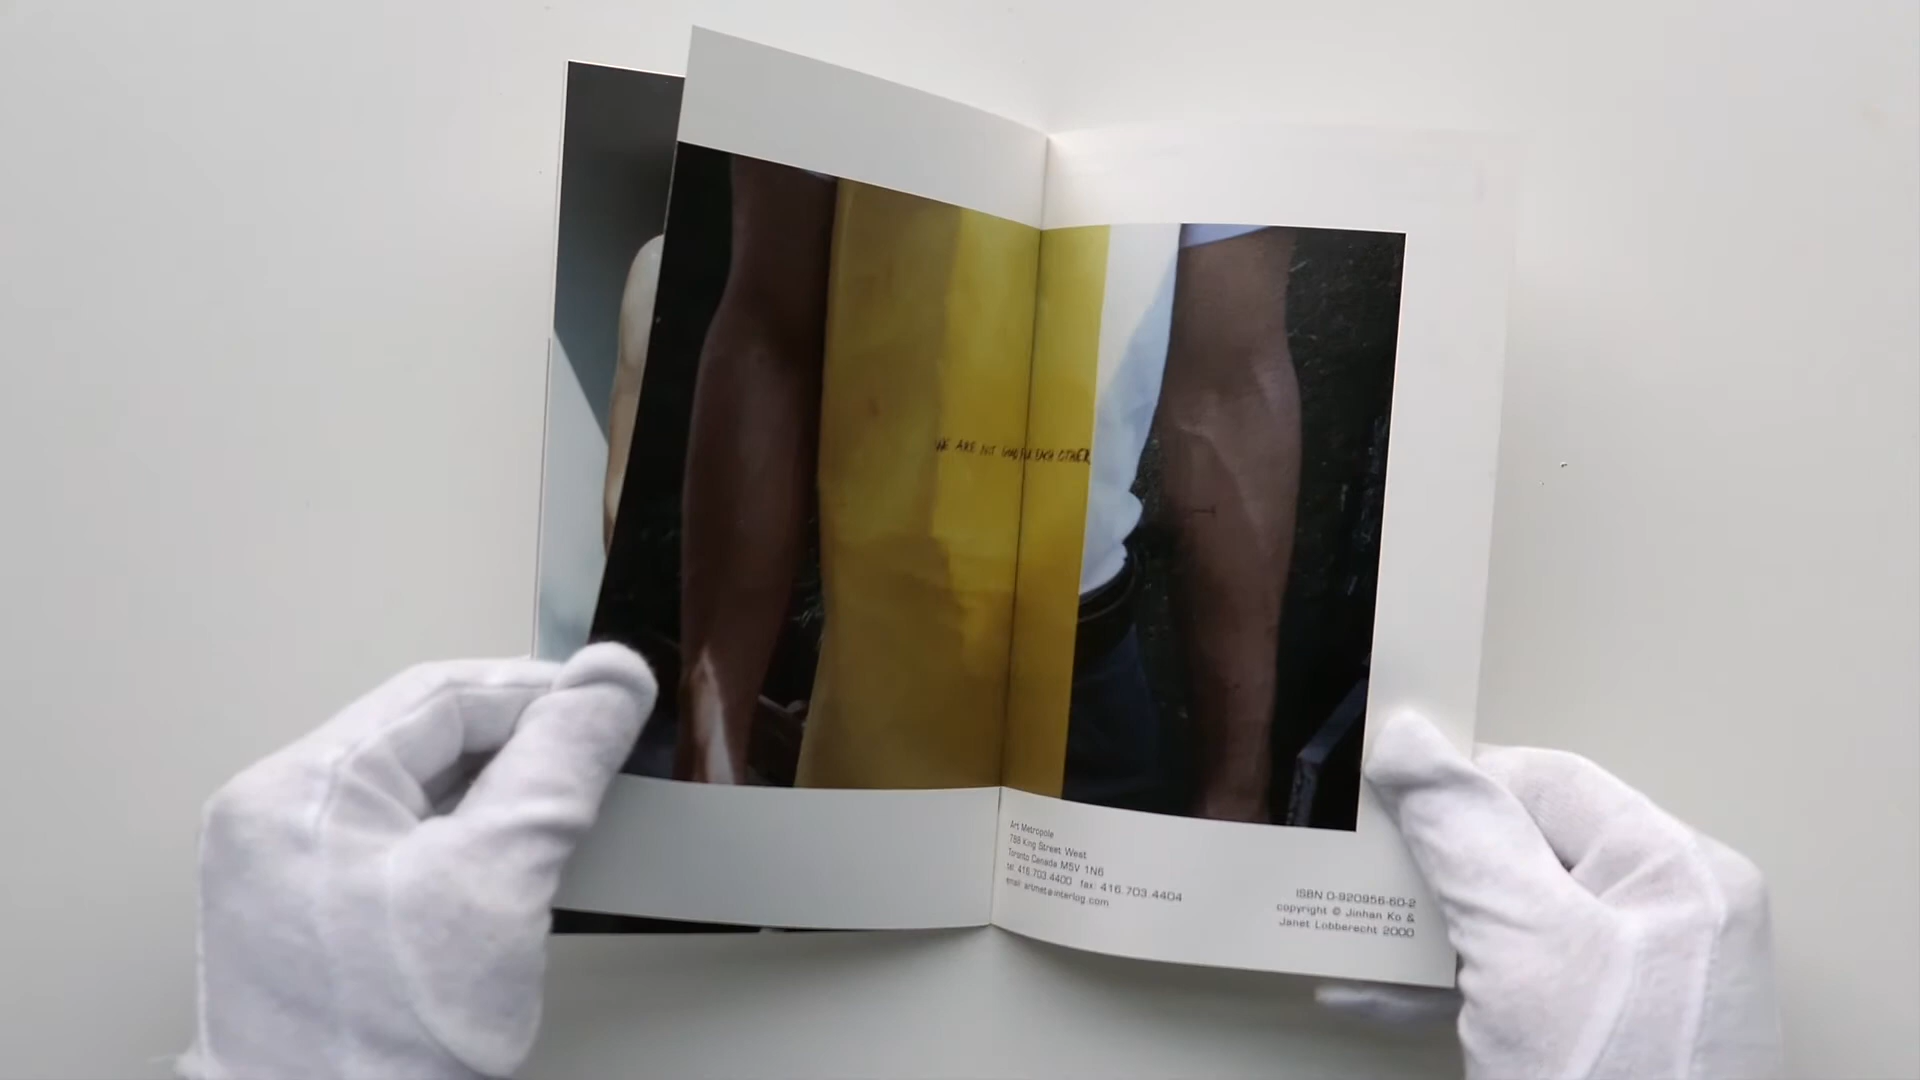 WE ARE NOT GOOD FOR EACH OTHER
Art Metropole
788 King Street West
Toronto Canada M5V 1N6
tel: 416.703.4400 fax: 416.703.4404
email: artmet@interlog.com
ISBN 0-920956-60-2
copyright © Jinhan Ko &
Janet Lobberecht 2000